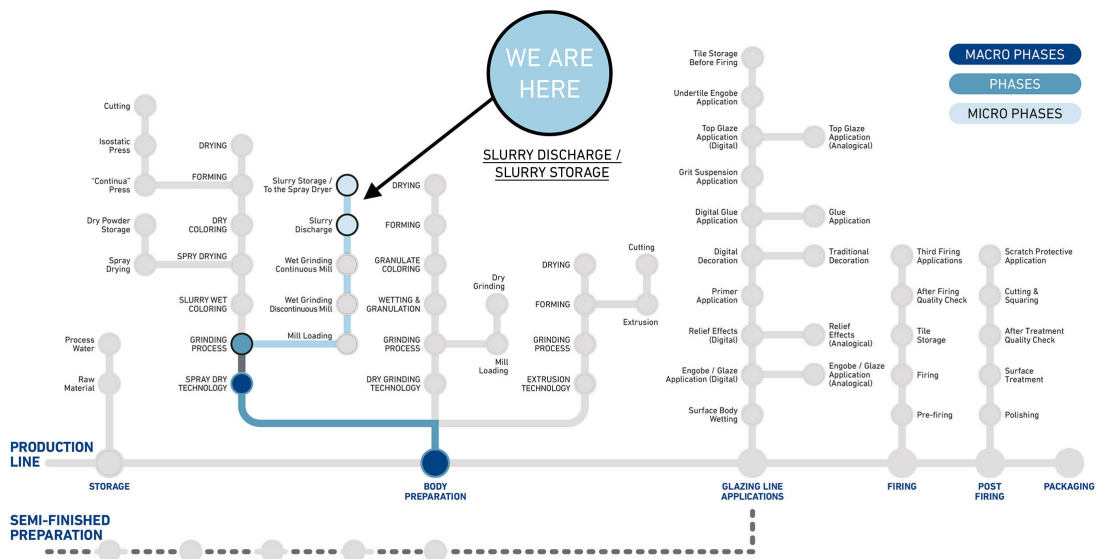 WE ARE
HERE
SLURRY DISCHARGE /
SLURRY STORAGE
MACRO PHASES
PHASES
MICRO PHASES
Cutting
Isostatic
Press
"Continua"
Press
Dry Powder
Storage
Spray
Drying
DRYING
FORMING
DRY
COLORING
SPRY DRYING
SLURRY WET
COLORING
GRINDING
PROCESS
SPRAY DRY
TECHNOLOGY
Process
Water
Raw
Material
Slurry Storage /
To the Spray Dryer
Slurry
Discharge
Wet Grinding
Continuous Mill
Wet Grinding
Discontinuous Mill
Mill Loading
DRYING
FORMING
GRANULATE
COLORING
WETTING &
GRANULATION
GRINDING
PROCESS
DRY GRINDING
TECHNOLOGY
Dry
Grinding
Mill
Loading
DRYING
FORMING
GRINDING
PROCESS
EXTRUSION
TECHNOLOGY
Cutting
Extrusion
Tile Storage
Before Firing
Undertile Engobe
Application
Top Glaze
Application
(Digital)
Top Glaze
Application
(Analogical)
Grit Suspension
Application
Digital Glue
Application
Glue
Application
Digital
Decoration
Traditional
Decoration
Primer
Application
Relief Effects
(Digital)
Relief
Effects
(Analogical)
Engobe / Glaze
Application (Digital)
Engobe / Glaze
Application
(Analogical)
Surface Body
Wetting
Third Firing
Applications
After Firing
Quality Check
Tile
Storage
Firing
Pre-firing
Scratch Protective
Application
Cutting &
Squaring
After Treatment
Quality Check
Surface
Treatment
Polishing
PRODUCTION
LINE
STORAGE
BODY
PREPARATION
GLAZING LINE
APPLICATIONS
FIRING
POST
FIRING
PACKAGING
SEMI-FINISHED
PREPARATION